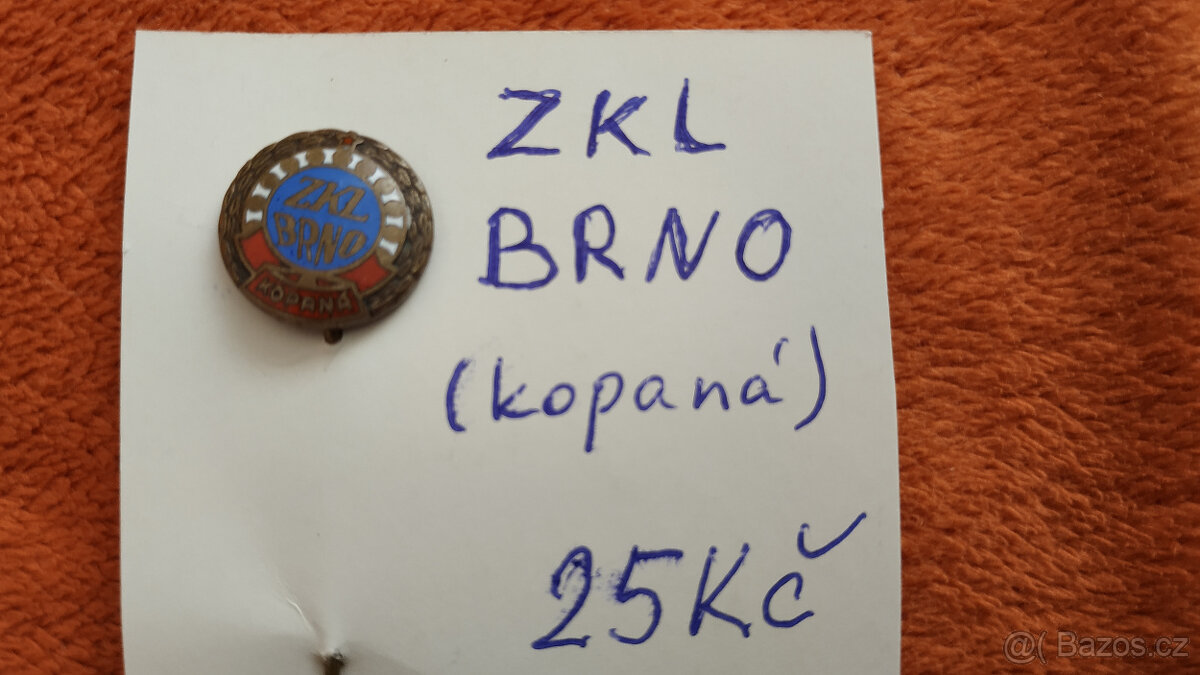 ZKL
BRNO
KOPANÁ
ZKL
BRNO
(kopaná)
25Kč
@( Bazos.cz